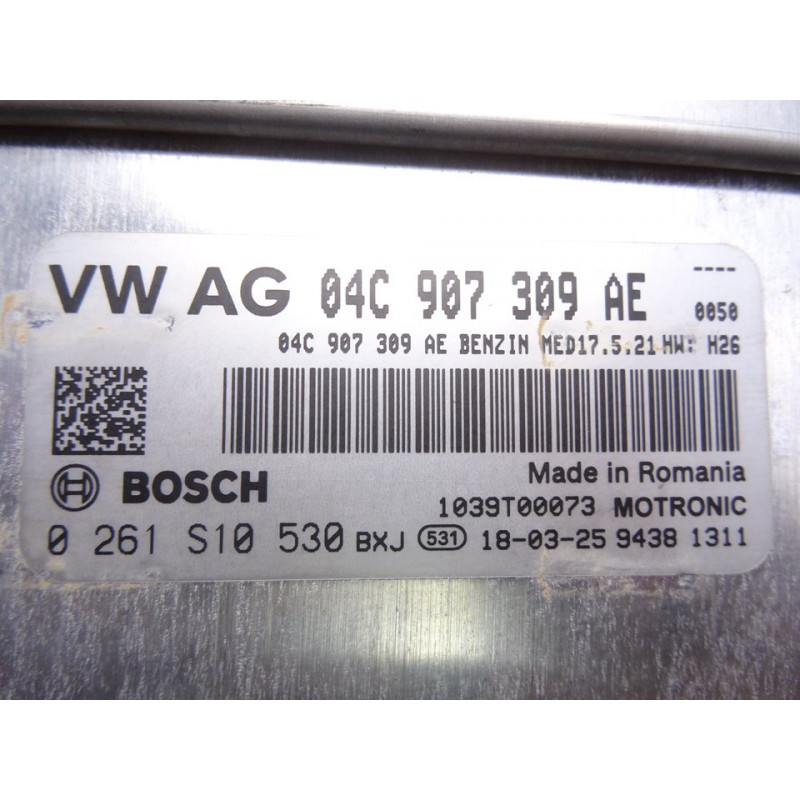 VW AG 04C 907 309 AE ----
0050
04C 907 309 AE BENZIN MED17.5.21 HW: H26
Made in Romania
BOSCH
1039T00073 MOTRONIC
0 261 S10 530 BXJ 531 18-03-25 9438 1311